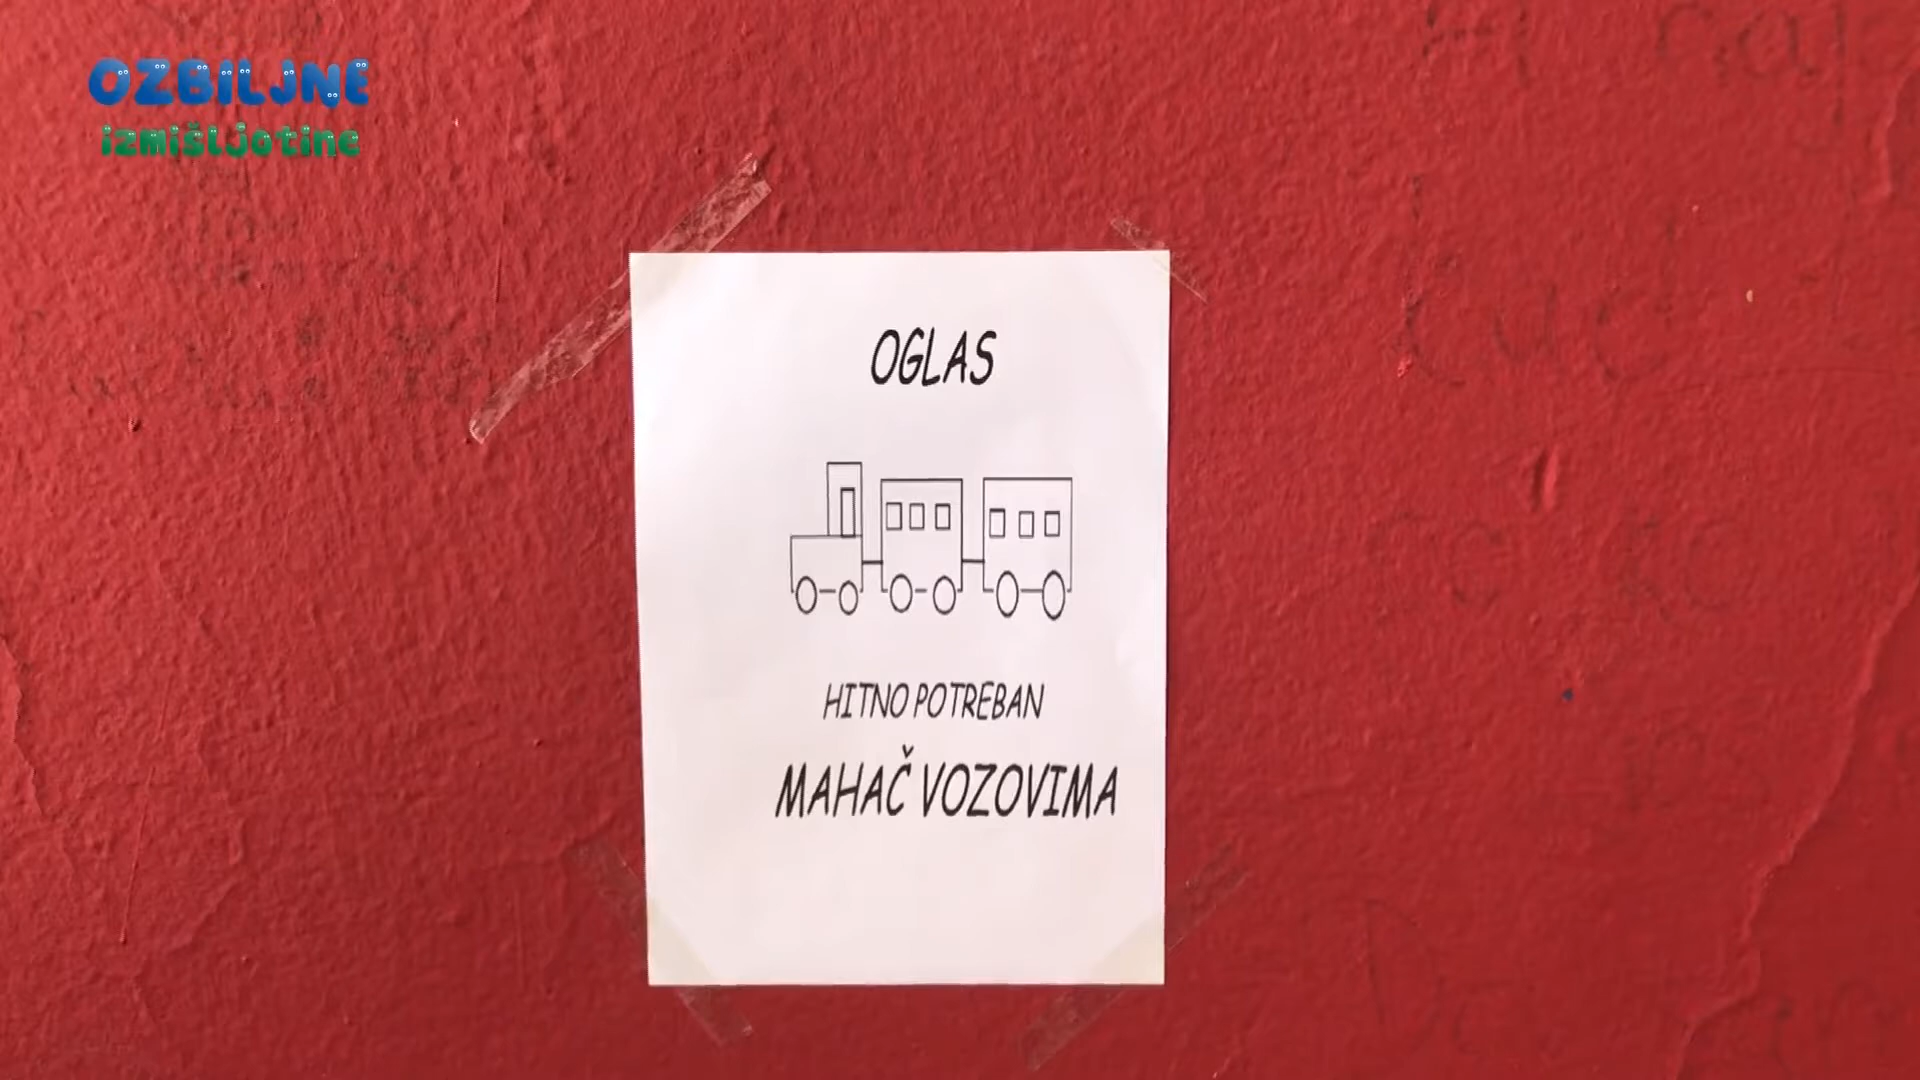 OZBILJNE
izmišljotine
OGLAS
HITNO POTREBAN
MAHAČ VOZOVIMA